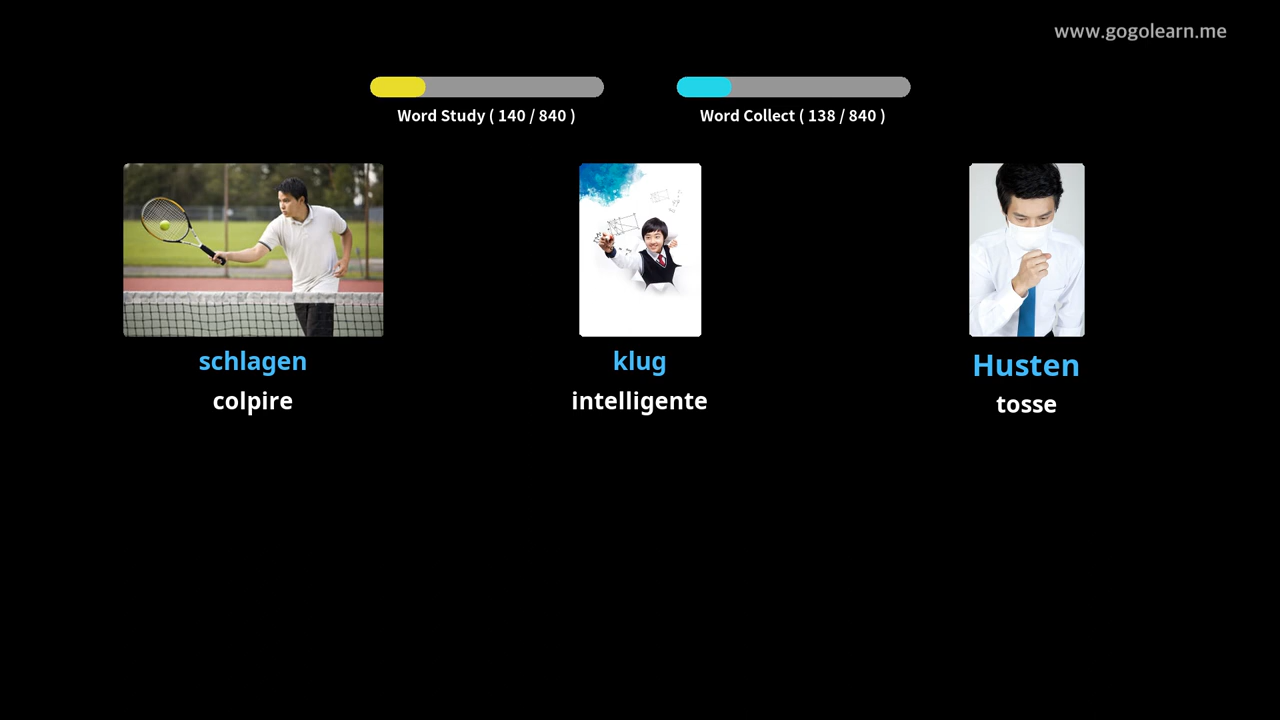 www.gogolearn.me
Word Study ( 140 / 840 )
Word Collect ( 138 / 840 )
schlagen
colpire
klug
intelligente
Husten
tosse